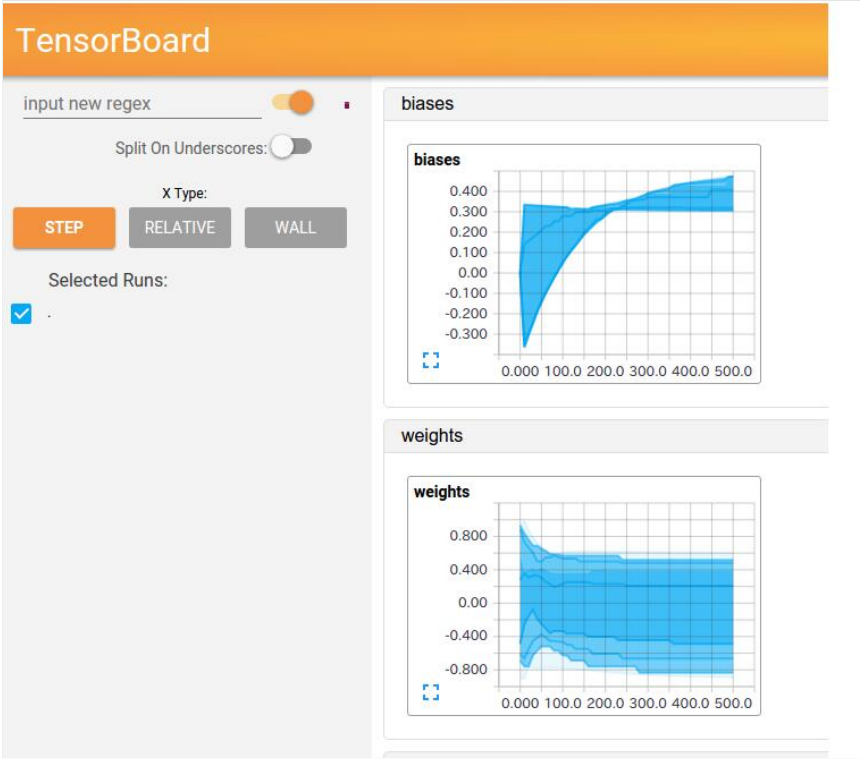 TensorBoard
input new regex
Split On Underscores:
X Type:
STEP RELATIVE WALL
Selected Runs:
.
biases
biases
0.400
0.300
0.200
0.100
0.00
-0.100
-0.200
-0.300
0.000 100.0 200.0 300.0 400.0 500.0
weights
weights
0.800
0.400
0.00
-0.400
-0.800
0.000 100.0 200.0 300.0 400.0 500.0